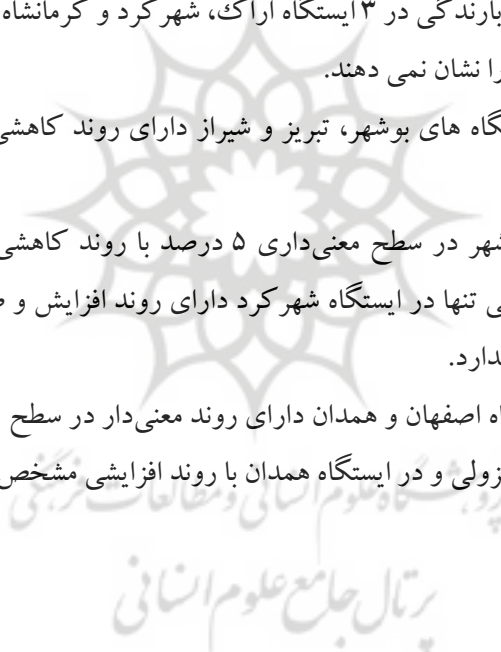 بارندگی در ۳ ایستگاه اراک، شهرکرد و کرمانشاه
را نشان نمی دهند.
گاه های بوشهر، تبریز و شیراز دارای روند کاهشی
شهر در سطح معنی‌داری ۵ درصد با روند کاهشی
ی تنها در ایستگاه شهرکرد دارای روند افزایش و
دارد.
اه اصفهان و همدان دارای روند معنی‌دار در سطح
زولی و در ایستگاه همدان با روند افزایشی مشخص
پژوهشگاه علوم انسانی و مطالعات فرهنگی
پرتال جامع علوم انسانی